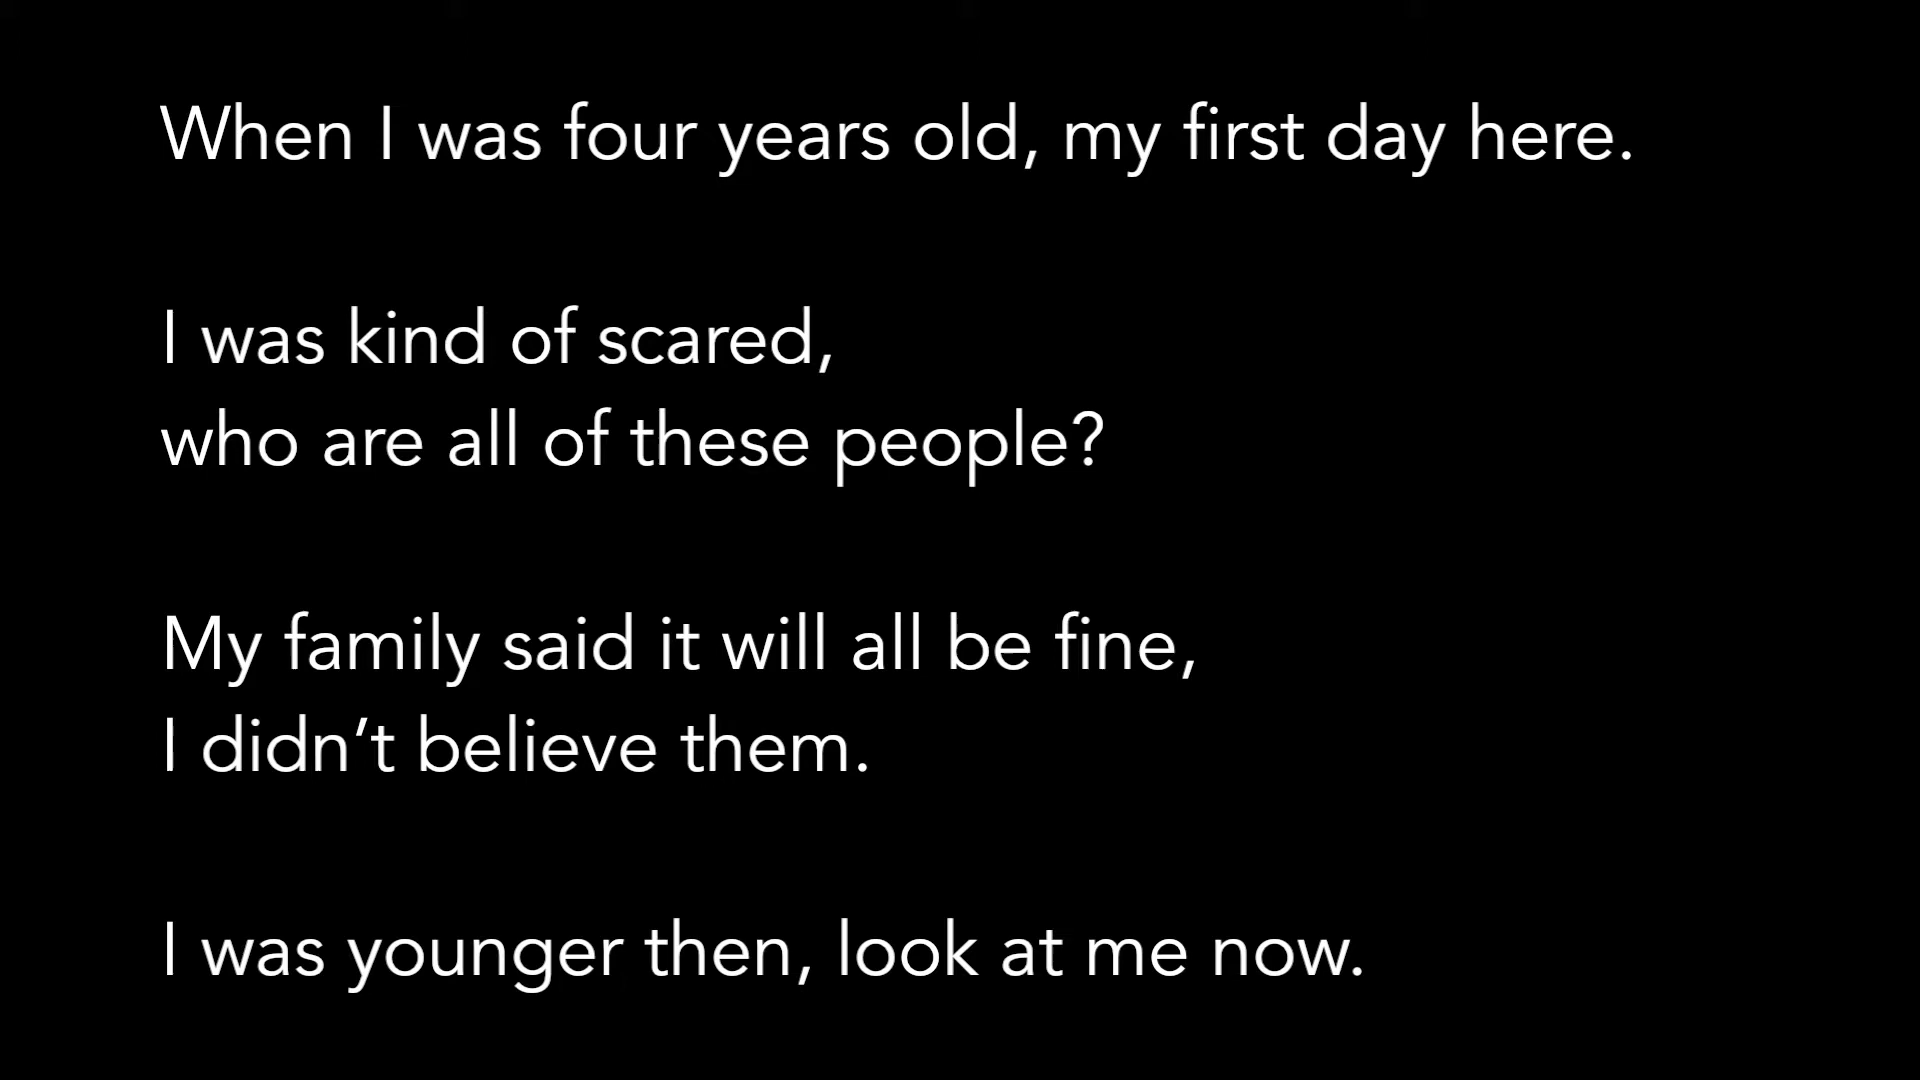 When I was four years old, my first day here.
I was kind of scared,
who are all of these people?
My family said it will all be fine,
I didn’t believe them.
I was younger then, look at me now.